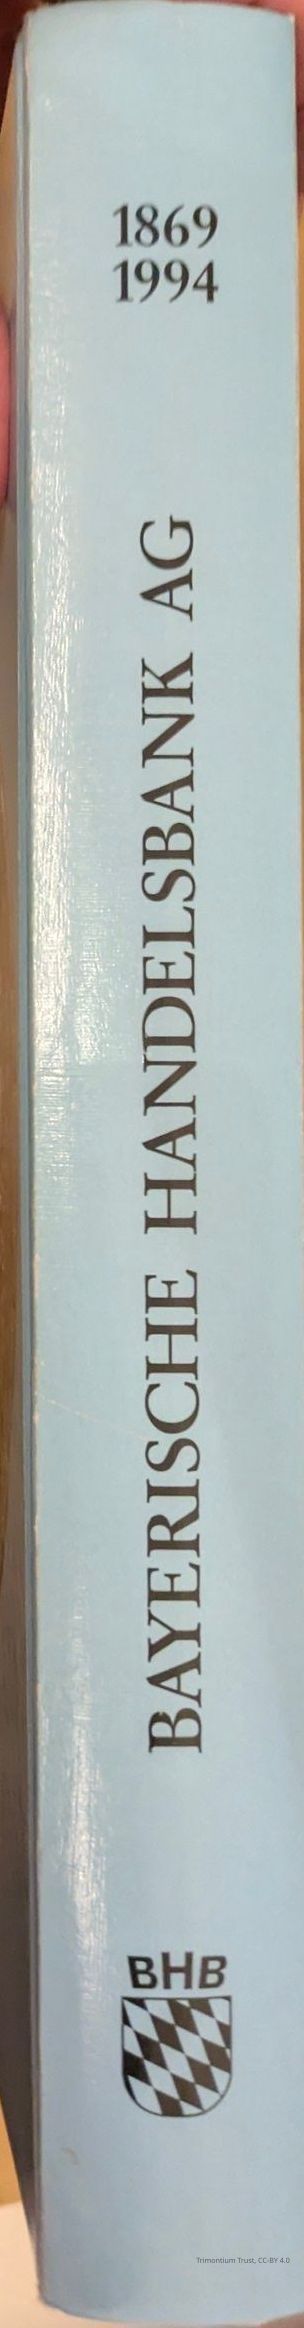 1869
1994
BAYERISCHE HANDELSBANK AG
BHB
Trimontium Trust, CC-BY 4.0